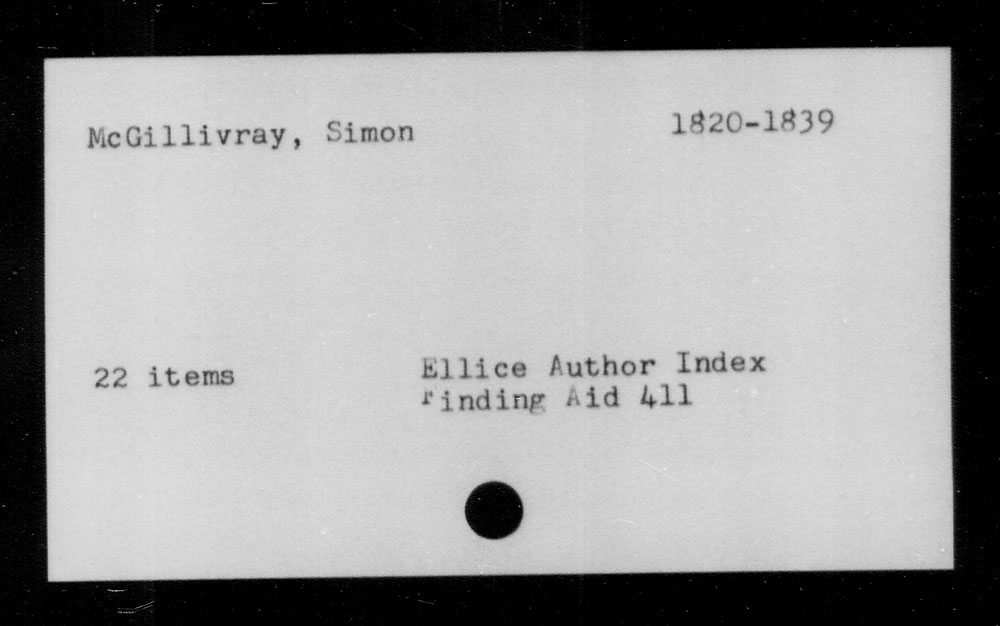 McGillivray, Simon 1820-1839
22 items Ellice Author Index
Finding Aid 411